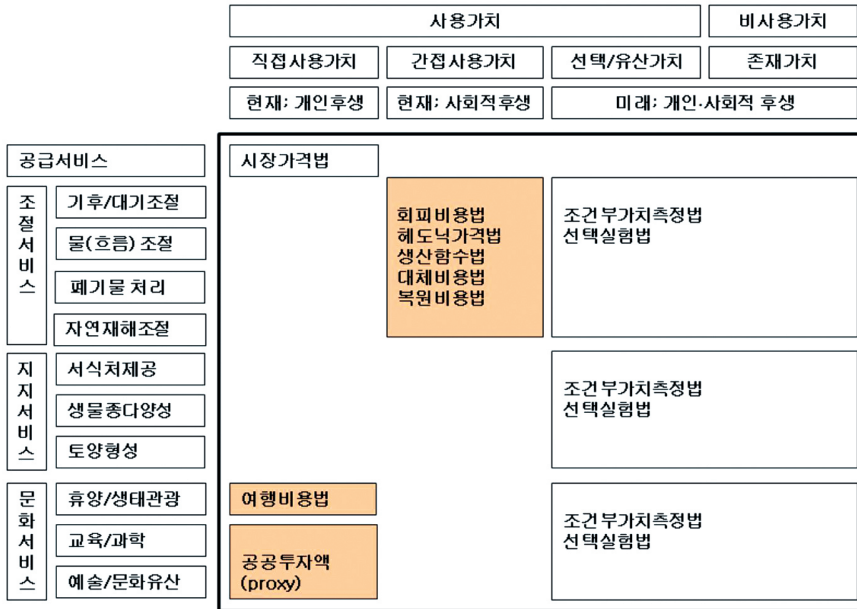 사용가치
비사용가치
직접사용가치
간접사용가치
선택/유산가치
존재가치
현재; 개인후생
현재; 사회적후생
미래; 개인·사회적 후생
공급서비스
시장가격법
조절서비스
기후/대기조절
물(흐름) 조절
폐기물 처리
자연재해조절
회피비용법
헤도닉가격법
생산함수법
대체비용법
복원비용법
조건부가치측정법
선택실험법
지지서비스
서식처제공
생물종다양성
토양형성
조건부가치측정법
선택실험법
문화서비스
휴양/생태관광
교육/과학
예술/문화유산
여행비용법
공공투자액
(proxy)
조건부가치측정법
선택실험법